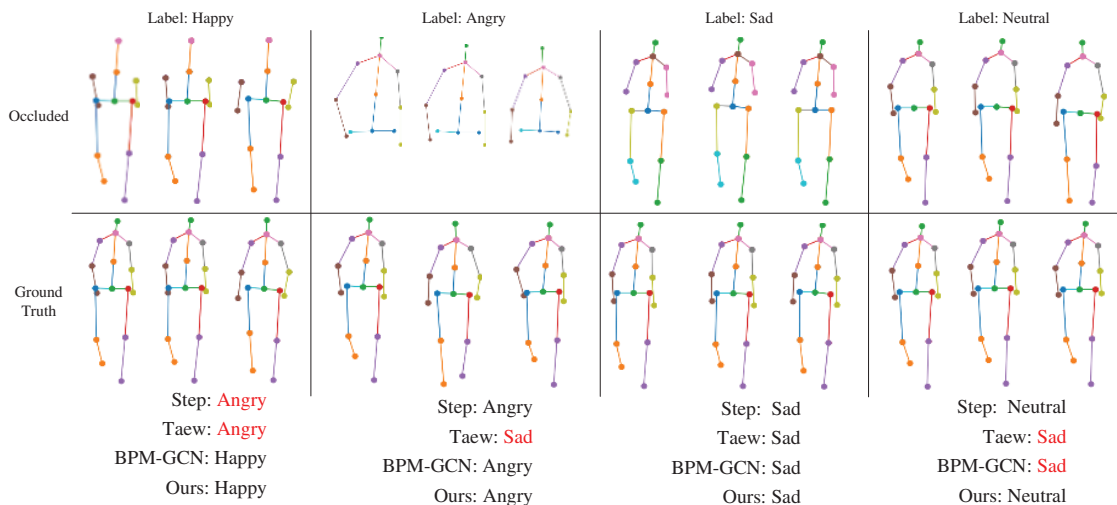 Label: Happy
Label: Angry
Label: Sad
Label: Neutral
Occluded
Ground
Truth
Step: Angry
Taew: Angry
BPM-GCN: Happy
Ours: Happy
Step: Angry
Taew: Sad
BPM-GCN: Angry
Ours: Angry
Step: Sad
Taew: Sad
BPM-GCN: Sad
Ours: Sad
Step: Neutral
Taew: Sad
BPM-GCN: Sad
Ours: Neutral